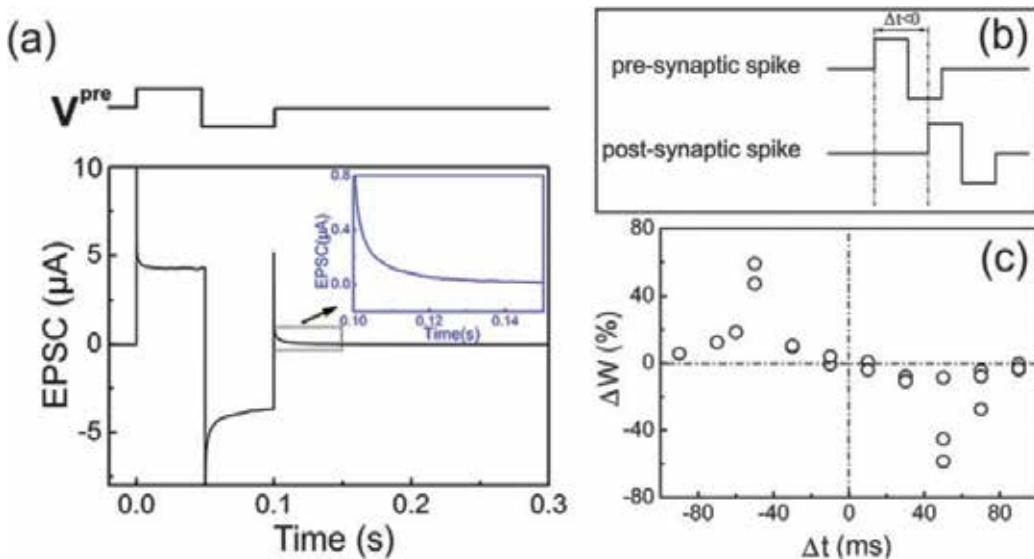 (a)
V^pre
10
5
0
-5
EPSC (μA)
0.0
0.1
0.2
0.3
Time (s)
0.8
0.4
0.0
EPSC(μA)
0.10
0.12
0.14
Time(s)
(b)
Δt<0
pre-synaptic spike
post-synaptic spike
(c)
80
40
0
-40
-80
ΔW (%)
-80
-40
0
40
80
Δt (ms)